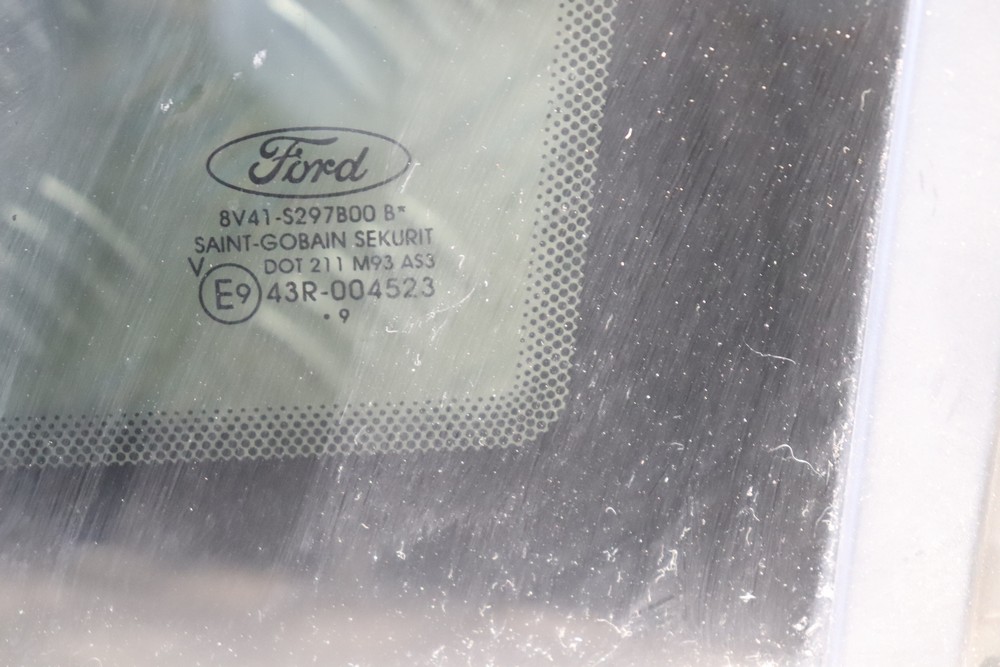 Ford
8V41-S297B00 B*
SAINT-GOBAIN SEKURIT
V DOT 211 M93 AS3
E9 43R-004523
• 9